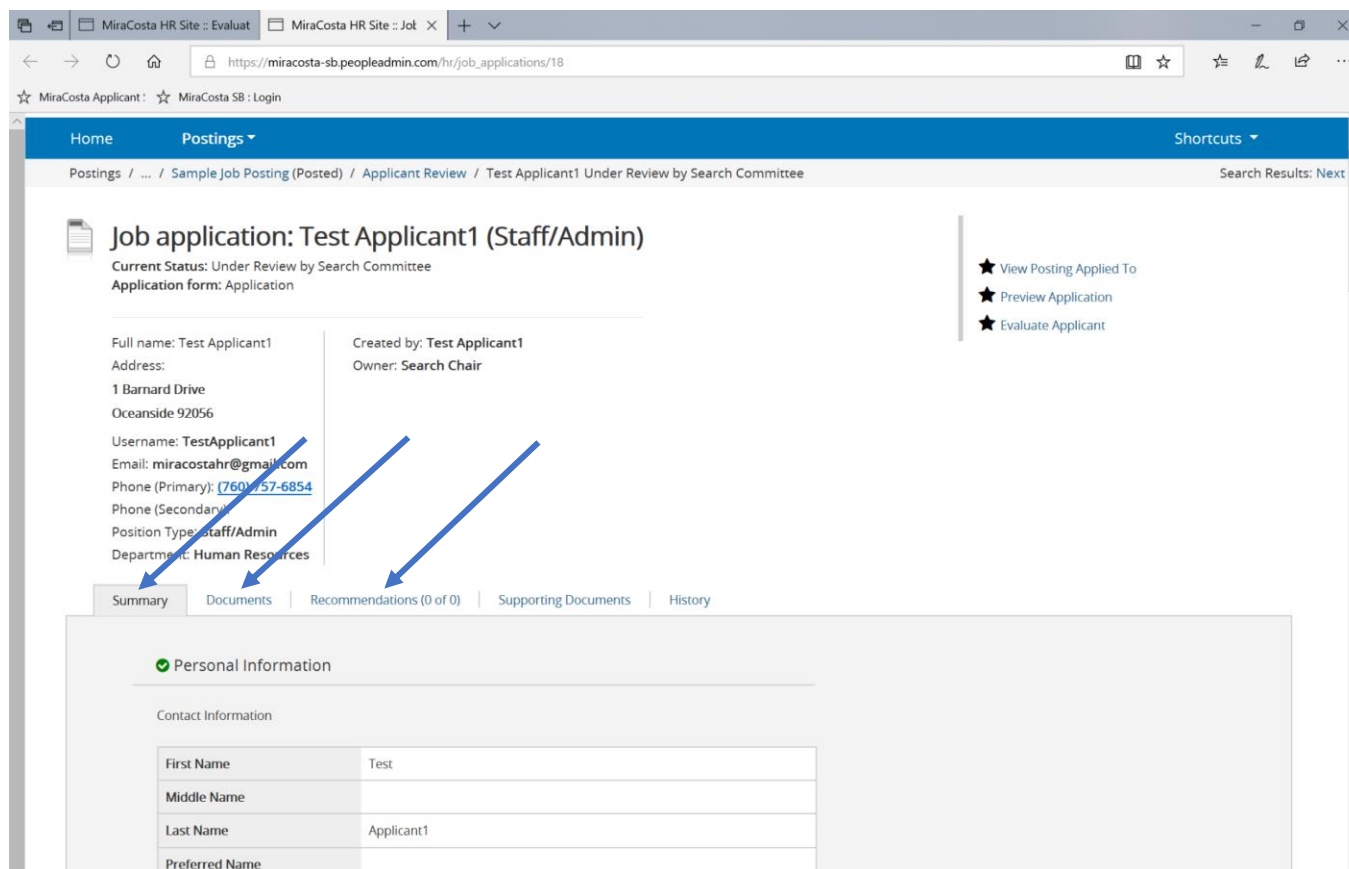 MiraCosta HR Site :: Evaluat
MiraCosta HR Site :: Jot
https://miracosta-sb.peopleadmin.com/hr/job_applications/18
MiraCosta Applicant :
MiraCosta SB : Login
Home Postings Shortcuts
Postings / ... / Sample Job Posting (Posted) / Applicant Review / Test Applicant1 Under Review by Search Committee Search Results: Next
Job application: Test Applicant1 (Staff/Admin)
Current Status: Under Review by Search Committee
Application form: Application
View Posting Applied To
Preview Application
Evaluate Applicant
Full name: Test Applicant1
Address:
1 Barnard Drive
Oceanside 92056
Username: TestApplicant1
Email: miracostahr@gmail.com
Phone (Primary): (760) 757-6854
Phone (Secondary):
Position Type: Staff/Admin
Department: Human Resources
Created by: Test Applicant1
Owner: Search Chair
Summary Documents Recommendations (0 of 0) Supporting Documents History
Personal Information
Contact Information
First Name Test
Middle Name
Last Name Applicant1
Preferred Name